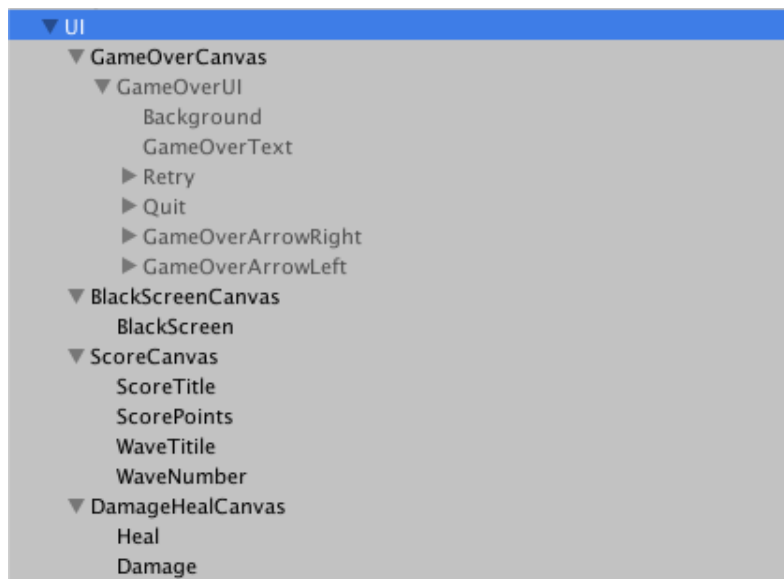 UI
GameOverCanvas
GameOverUI
Background
GameOverText
Retry
Quit
GameOverArrowRight
GameOverArrowLeft
BlackScreenCanvas
BlackScreen
ScoreCanvas
ScoreTitle
ScorePoints
WaveTitile
WaveNumber
DamageHealCanvas
Heal
Damage